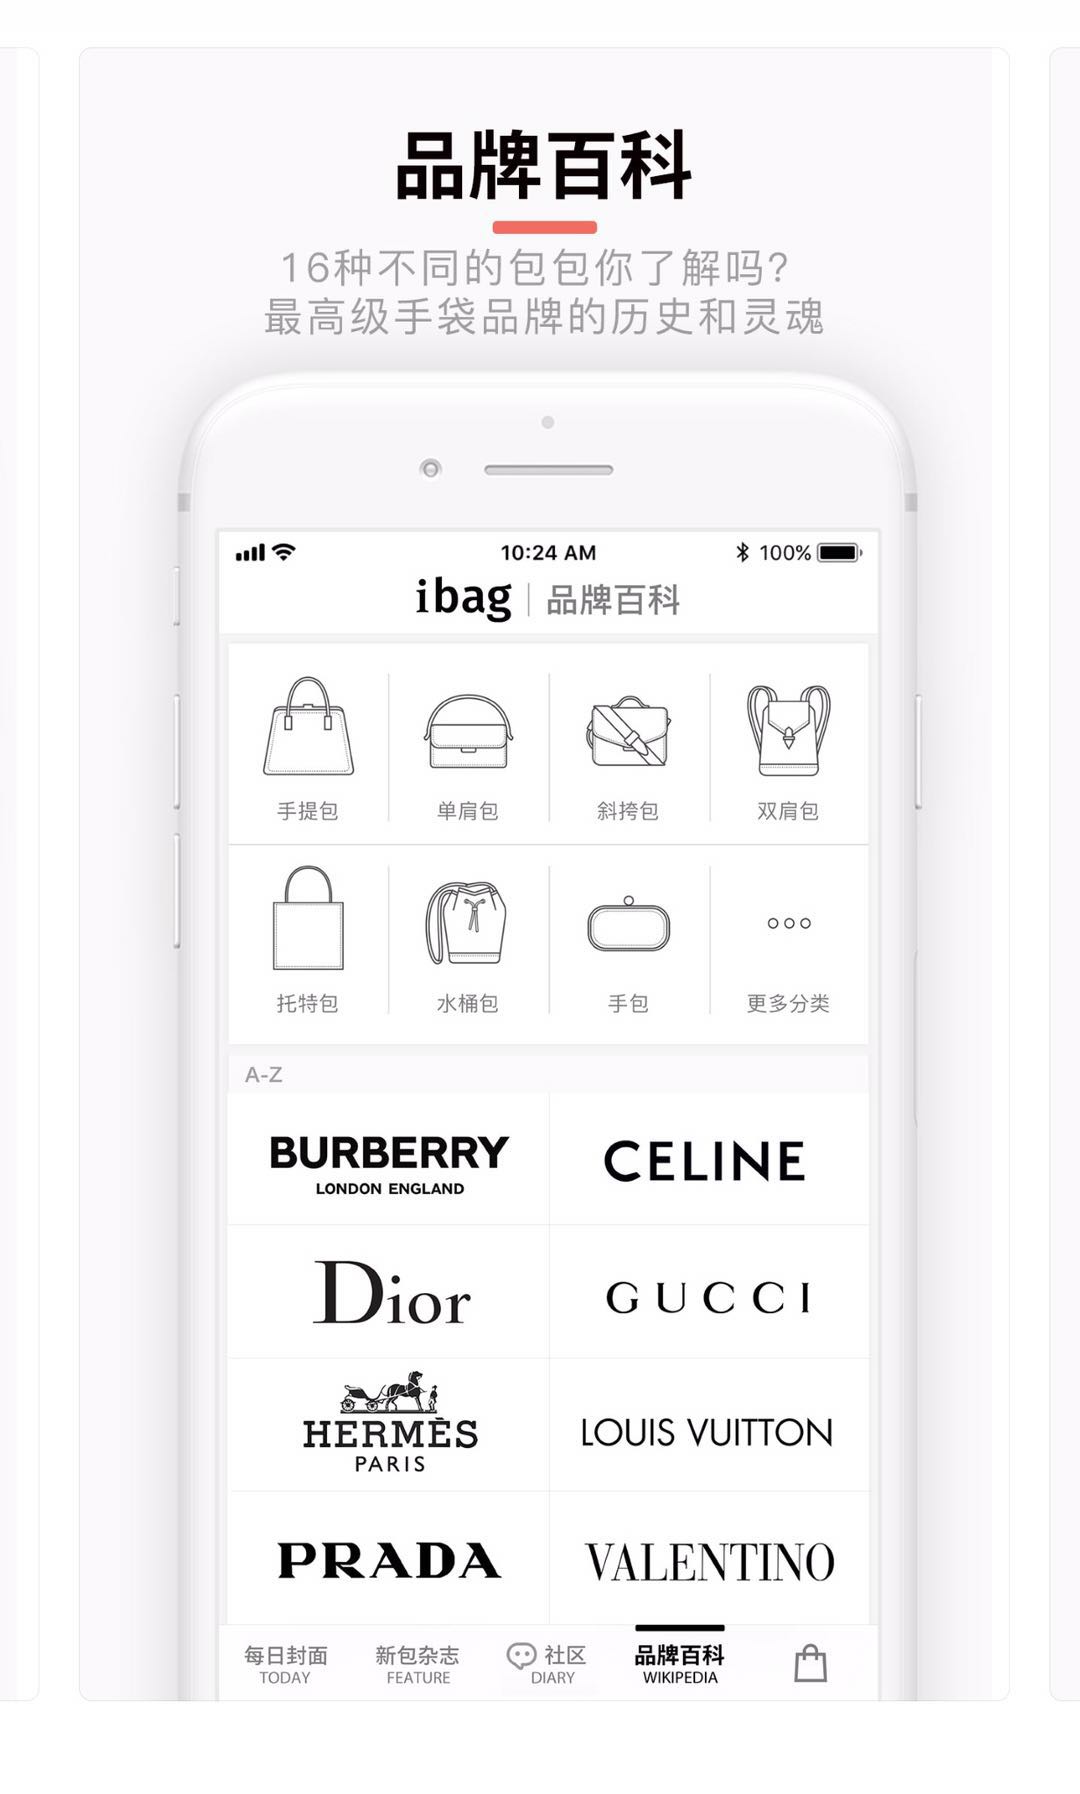 品牌百科
16种不同的包包你了解吗？
最高级手袋品牌的历史和灵魂
10:24 AM
100%
ibag | 品牌百科
手提包 单肩包 斜挎包 双肩包
托特包 水桶包 手包 更多分类
A-Z
BURBERRY
LONDON ENGLAND
CELINE
Dior
GUCCI
HERMÈS
PARIS
LOUIS VUITTON
PRADA
VALENTINO
每日封面 新包杂志 社区 品牌百科
TODAY FEATURE DIARY WIKIPEDIA